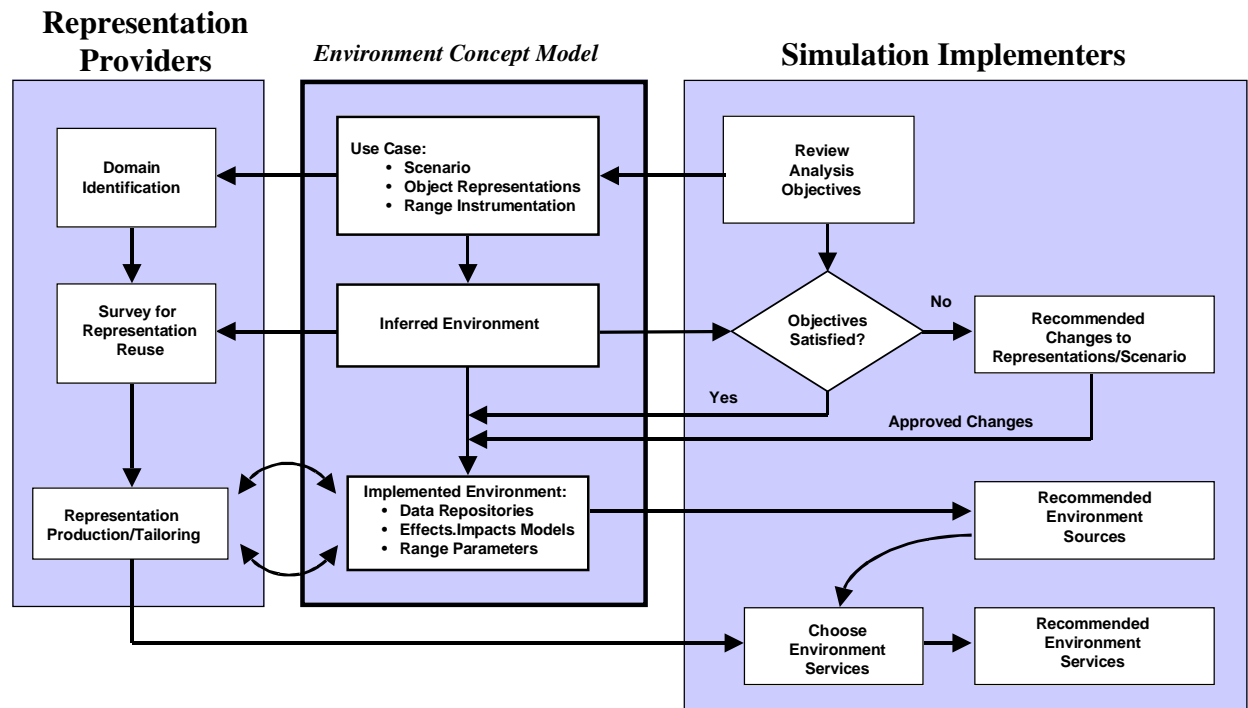 Representation
Providers
Environment Concept Model
Simulation Implementers
Domain
Identification
Survey for
Representation
Reuse
Representation
Production/Tailoring
Use Case:
• Scenario
• Object Representations
• Range Instrumentation
Inferred Environment
Implemented Environment:
• Data Repositories
• Effects.Impacts Models
• Range Parameters
Review
Analysis
Objectives
Objectives
Satisfied?
No
Yes
Recommended
Changes to
Representations/Scenario
Approved Changes
Recommended
Environment
Sources
Choose
Environment
Services
Recommended
Environment
Services